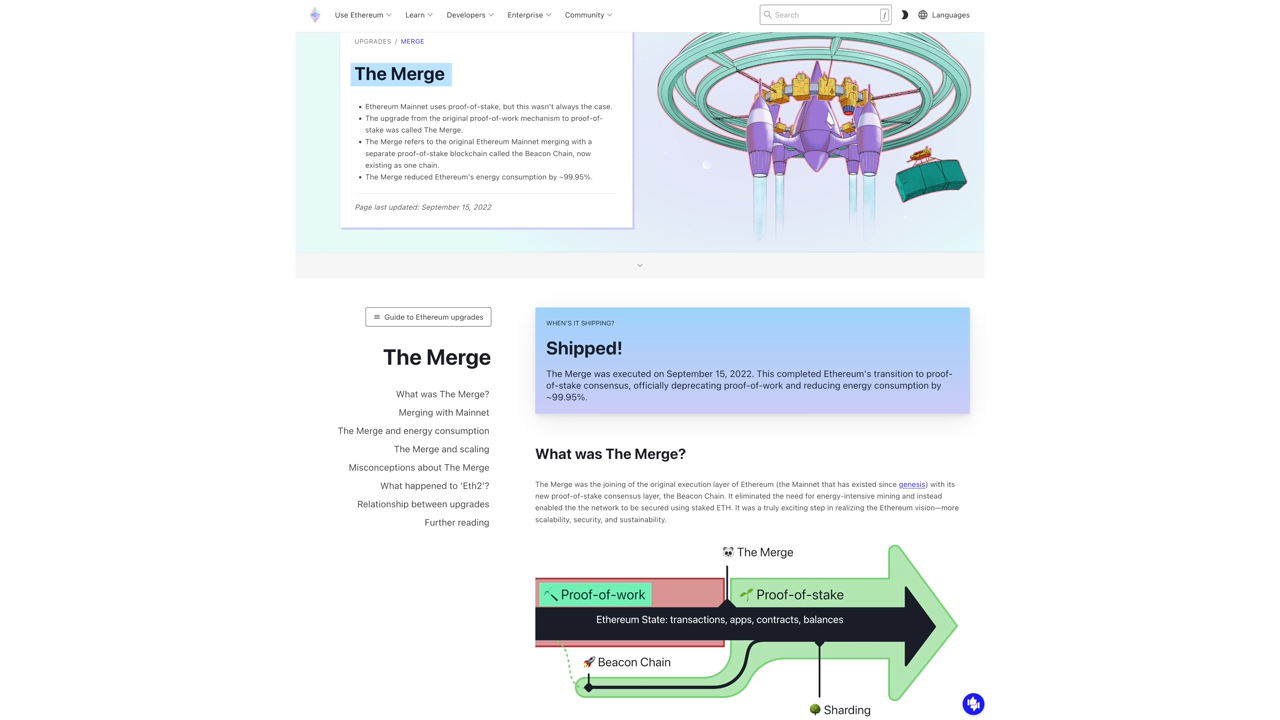 Use Ethereum Learn Developers Enterprise Community Search / Languages
UPGRADES / MERGE
The Merge
Ethereum Mainnet uses proof-of-stake, but this wasn't always the case.
The upgrade from the original proof-of-work mechanism to proof-of-
stake was called The Merge.
The Merge refers to the original Ethereum Mainnet merging with a
separate proof-of-stake blockchain called the Beacon Chain, now
existing as one chain.
The Merge reduced Ethereum's energy consumption by ~99.95%.
Page last updated: September 15, 2022
Guide to Ethereum upgrades
The Merge
What was The Merge?
Merging with Mainnet
The Merge and energy consumption
The Merge and scaling
Misconceptions about The Merge
What happened to 'Eth2'?
Relationship between upgrades
Further reading
WHEN'S IT SHIPPING?
Shipped!
The Merge was executed on September 15, 2022. This completed Ethereum's transition to proof-
of-stake consensus, officially deprecating proof-of-work and reducing energy consumption by
~99.95%.
What was The Merge?
The Merge was the joining of the original execution layer of Ethereum (the Mainnet that has existed since genesis) with its
new proof-of-stake consensus layer, the Beacon Chain. It eliminated the need for energy-intensive mining and instead
enabled the the network to be secured using staked ETH. It was a truly exciting step in realizing the Ethereum vision—more
scalability, security, and sustainability.
🐼 The Merge
⛏ Proof-of-work
🌱 Proof-of-stake
Ethereum State: transactions, apps, contracts, balances
🚀 Beacon Chain
🌳 Sharding